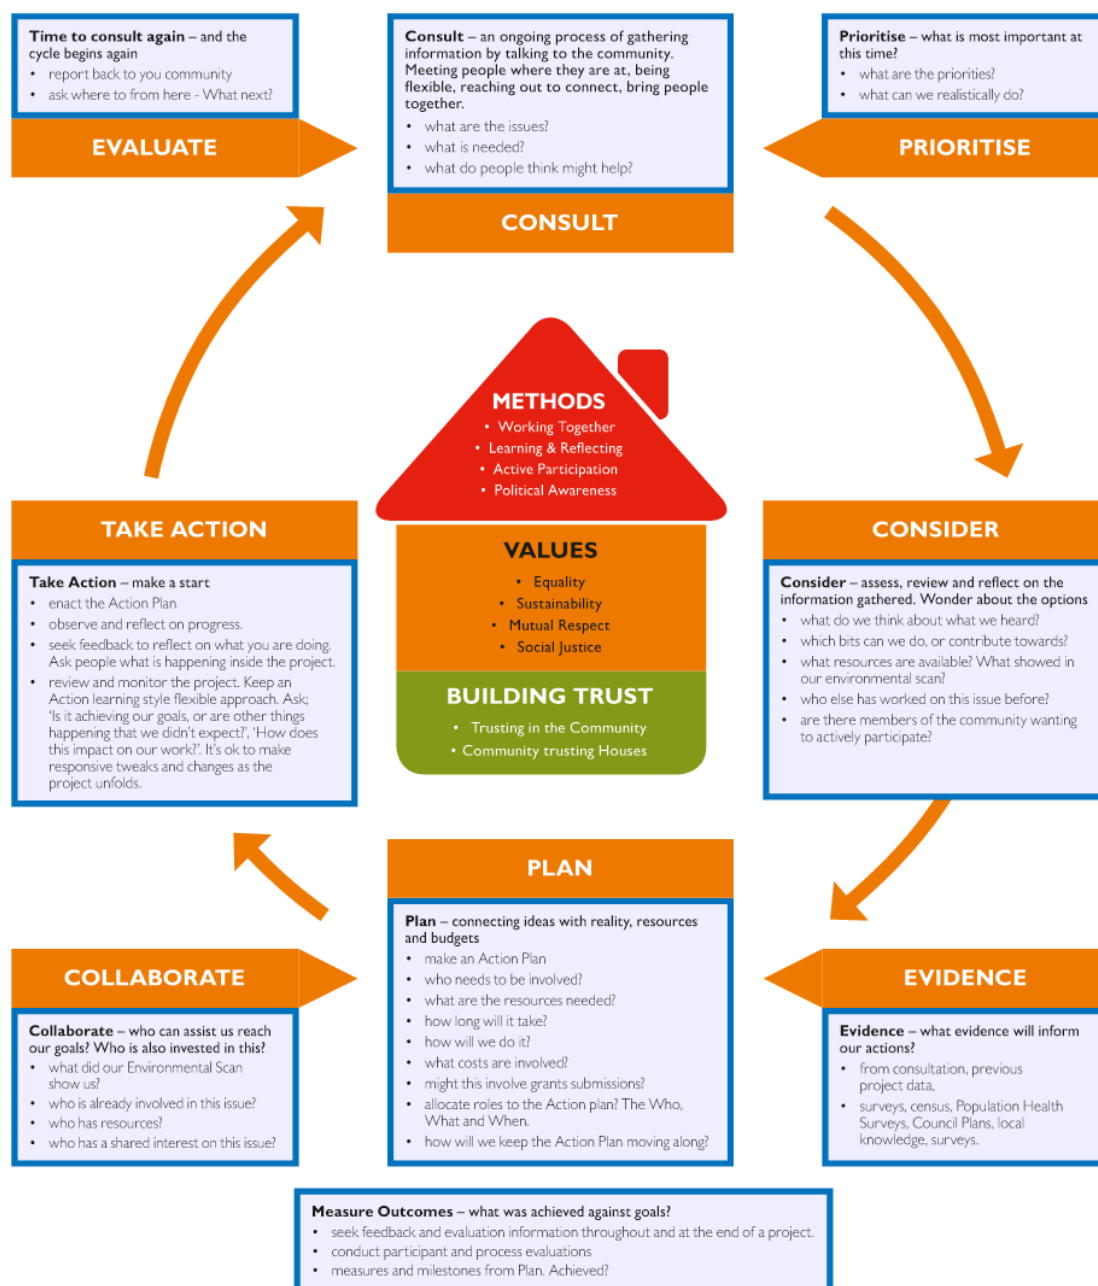 Time to consult again – and the
cycle begins again
• report back to you community
• ask where to from here - What next?
EVALUATE
Consult – an ongoing process of gathering
information by talking to the community.
Meeting people where they are at, being
flexible, reaching out to connect, bring people
together.
• what are the issues?
• what is needed?
• what do people think might help?
CONSULT
Prioritise – what is most important at
this time?
• what are the priorities?
• what can we realistically do?
PRIORITISE
METHODS
• Working Together
• Learning & Reflecting
• Active Participation
• Political Awareness
VALUES
• Equality
• Sustainability
• Mutual Respect
• Social Justice
BUILDING TRUST
• Trusting in the Community
• Community trusting Houses
TAKE ACTION
Take Action – make a start
• enact the Action Plan
• observe and reflect on progress.
• seek feedback to reflect on what you are doing.
Ask people what is happening inside the project.
• review and monitor the project. Keep an
Action learning style flexible approach. Ask;
‘Is it achieving our goals, or are other things
happening that we didn’t expect?’, ‘How does
this impact on our work?’. It’s ok to make
responsive tweaks and changes as the
project unfolds.
CONSIDER
Consider – assess, review and reflect on the
information gathered. Wonder about the options
• what do we think about what we heard?
• which bits can we do, or contribute towards?
• what resources are available? What showed in
our environmental scan?
• who else has worked on this issue before?
• are there members of the community wanting
to actively participate?
PLAN
Plan – connecting ideas with reality, resources
and budgets
• make an Action Plan
• who needs to be involved?
• what are the resources needed?
• how long will it take?
• how will we do it?
• what costs are involved?
• might this involve grants submissions?
• allocate roles to the Action plan? The Who,
What and When.
• how will we keep the Action Plan moving along?
COLLABORATE
Collaborate – who can assist us reach
our goals? Who is also invested in this?
• what did our Environmental Scan
show us?
• who is already involved in this issue?
• who has resources?
• who has a shared interest on this issue?
EVIDENCE
Evidence – what evidence will inform
our actions?
• from consultation, previous
project data,
• surveys, census, Population Health
Surveys, Council Plans, local
knowledge, surveys.
Measure Outcomes – what was achieved against goals?
• seek feedback and evaluation information throughout and at the end of a project.
• conduct participant and process evaluations
• measures and milestones from Plan. Achieved?